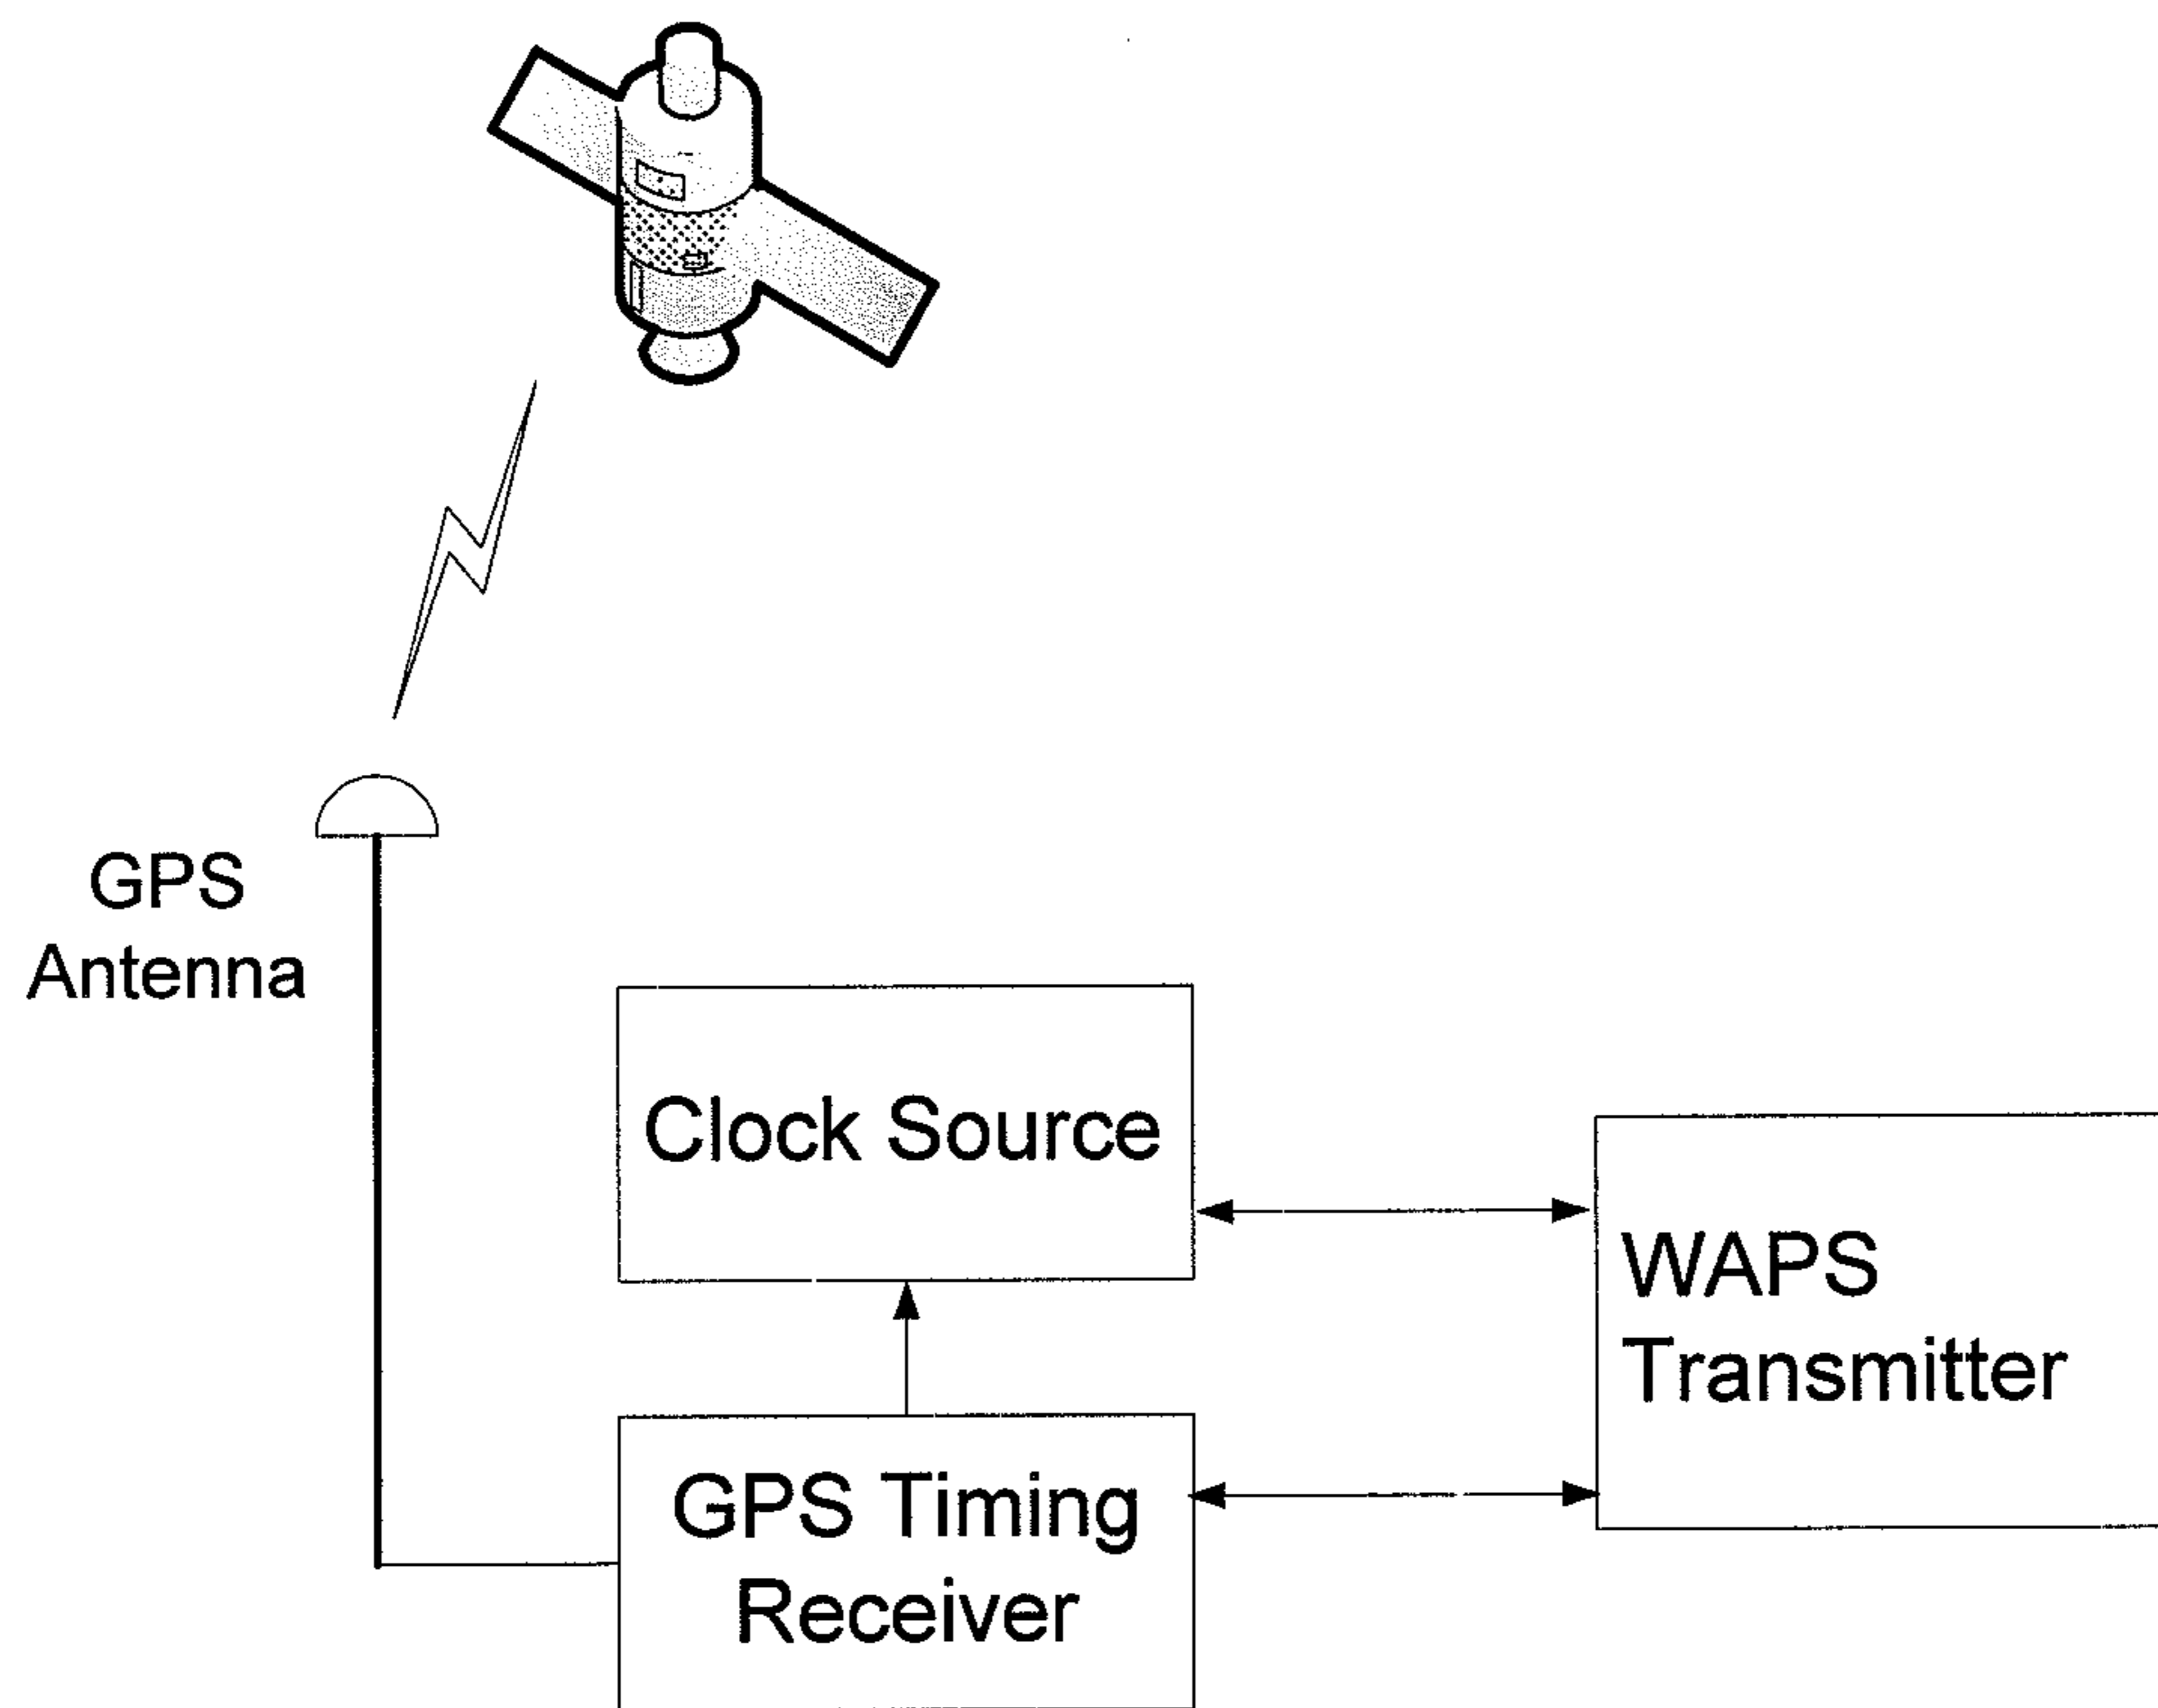 GPS
Antenna
Clock Source
WAPS
Transmitter
GPS Timing
Receiver